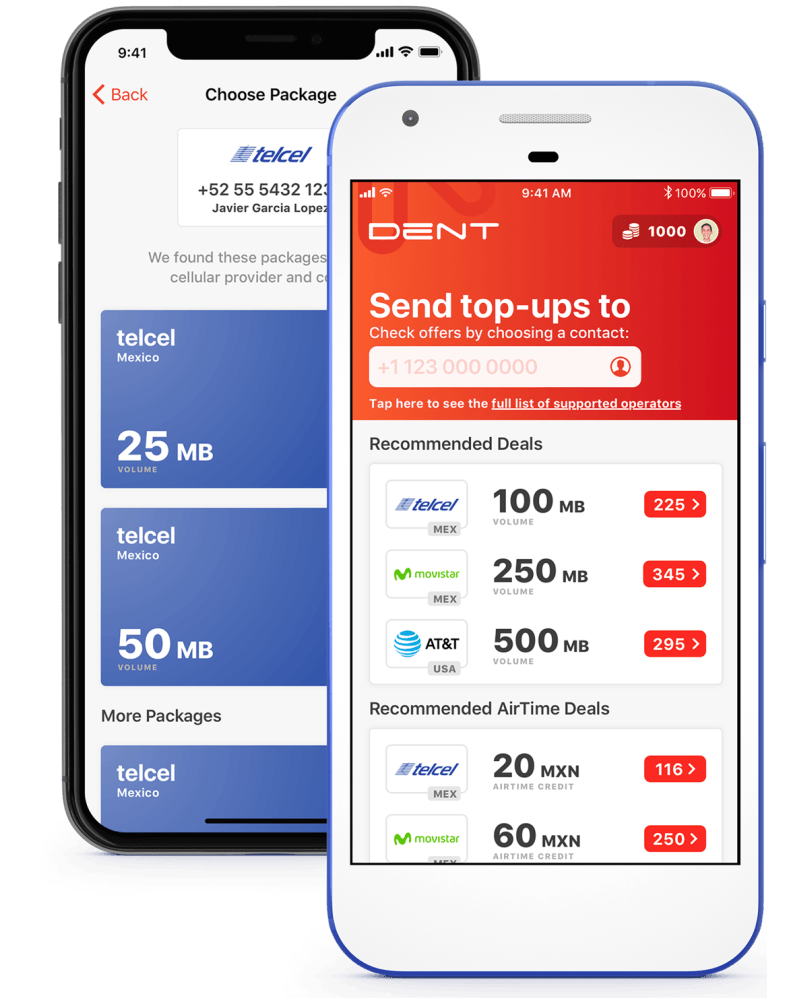 9:41
Back
Choose Package
telcel
+52 55 5432 123
Javier Garcia Lopez
We found these packages
cellular provider and
telcel
Mexico
25 MB
VOLUME
telcel
Mexico
50 MB
VOLUME
More Packages
telcel
Mexico
9:41 AM
100%
DENT
1000
Send top-ups to
Check offers by choosing a contact:
+1 123 000 0000
Tap here to see the full list of supported operators
Recommended Deals
telcel
MEX
100 MB
VOLUME
225
movistar
MEX
250 MB
VOLUME
345
AT&T
USA
500 MB
VOLUME
295
Recommended AirTime Deals
telcel
MEX
20 MXN
AIRTIME CREDIT
116
movistar
MEX
60 MXN
AIRTIME CREDIT
250